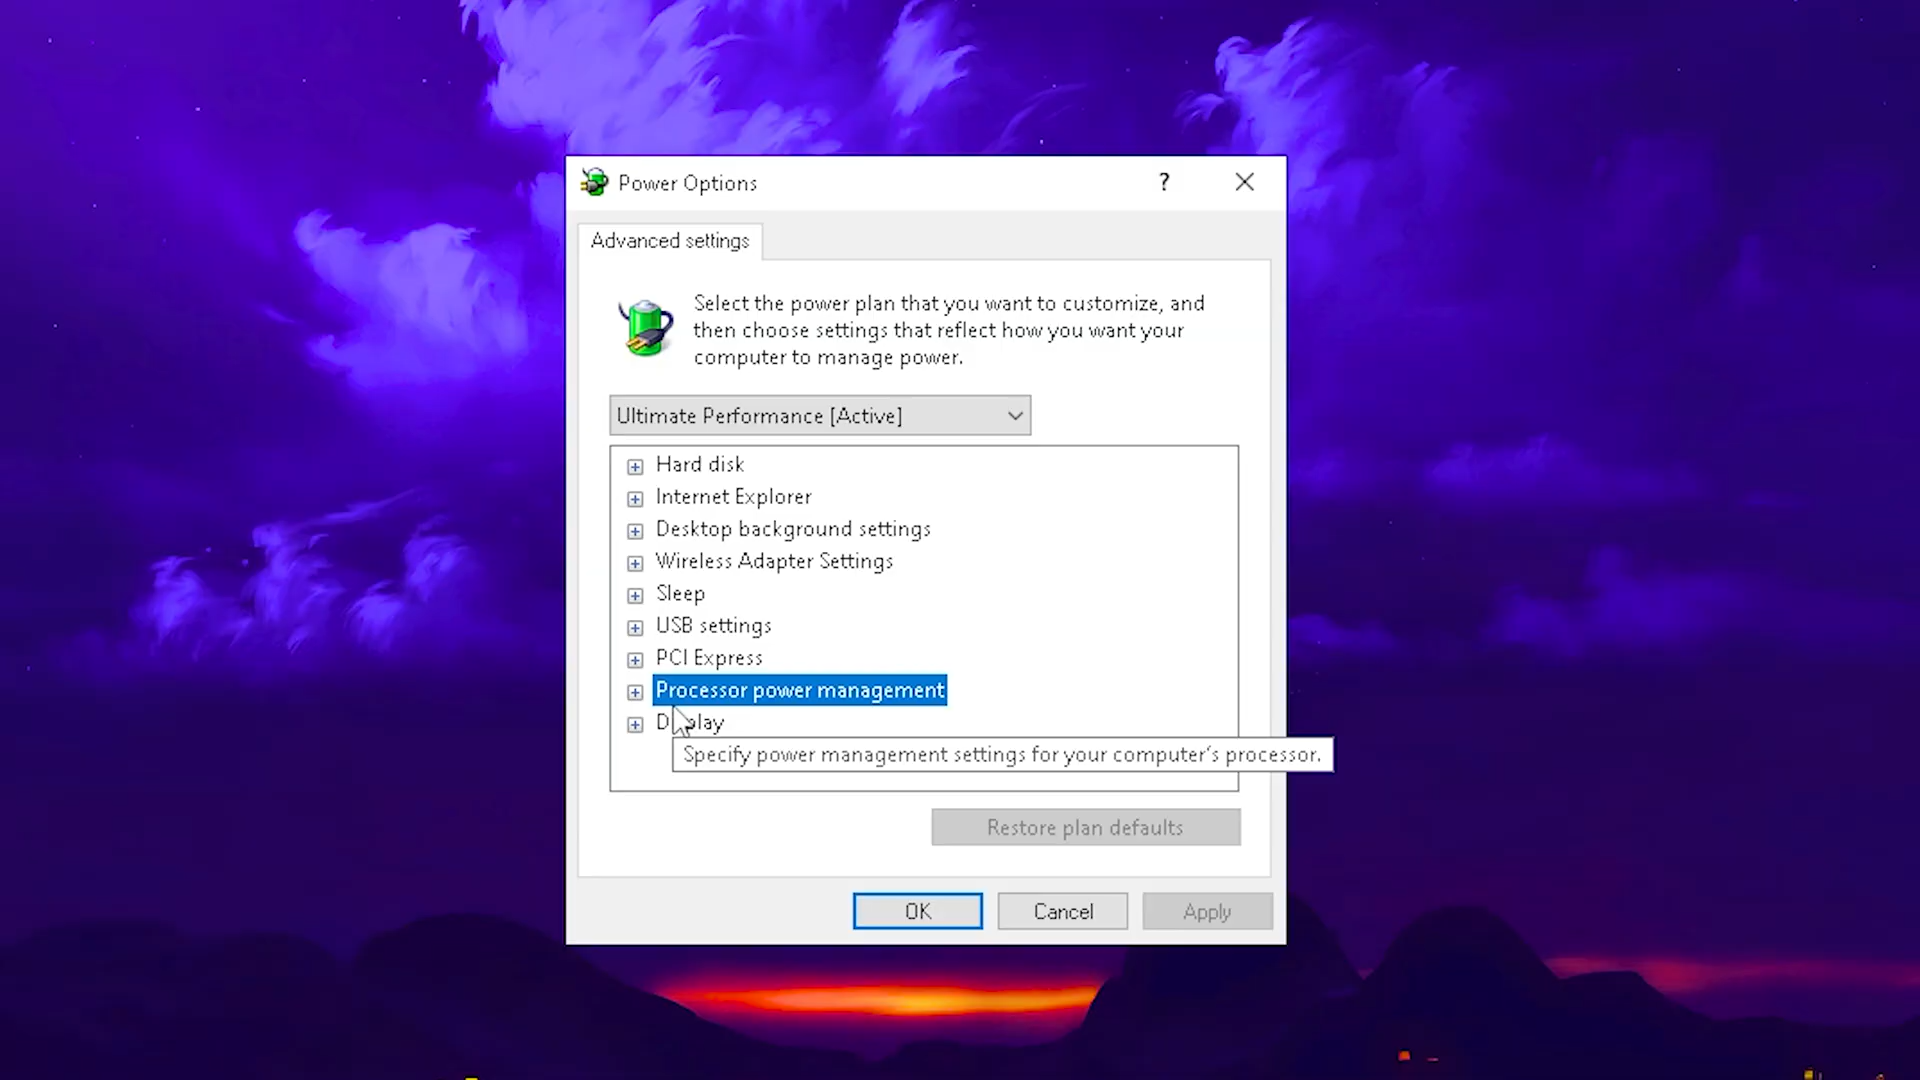 Power Options
?
Advanced settings
Select the power plan that you want to customize, and
then choose settings that reflect how you want your
computer to manage power.
Ultimate Performance [Active]
Hard disk
Internet Explorer
Desktop background settings
Wireless Adapter Settings
Sleep
USB settings
PCI Express
Processor power management
Display
Specify power management settings for your computer's processor.
Restore plan defaults
OK
Cancel
Apply